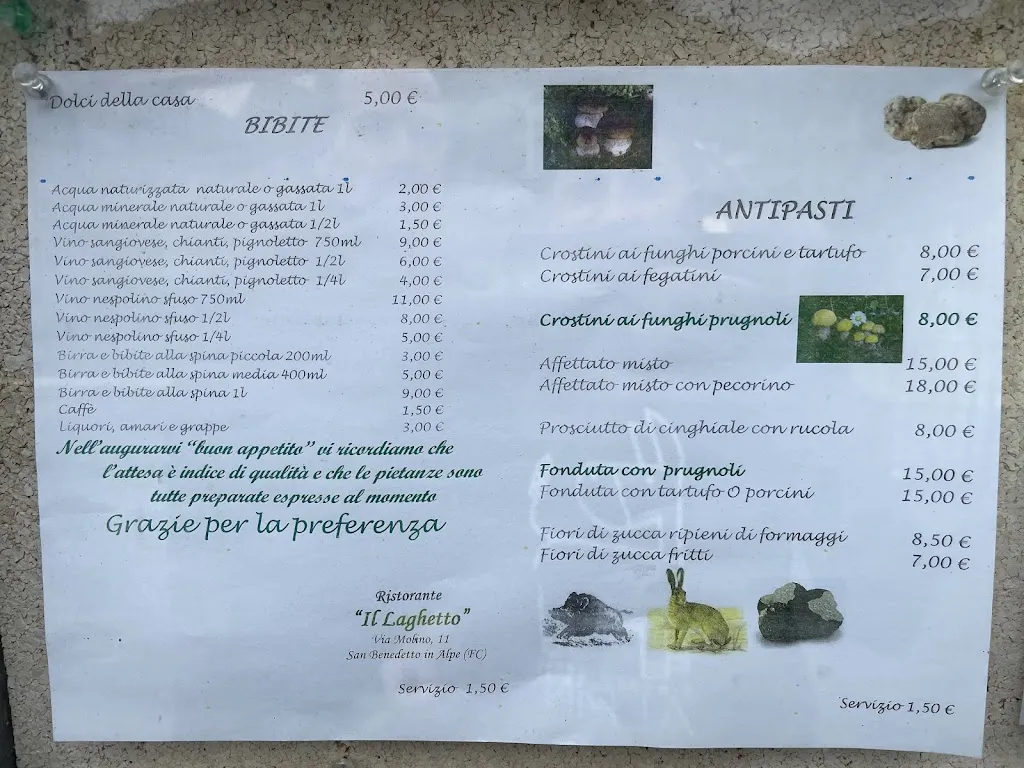 Dolci della casa 5,00 €
BIBITE
Acqua naturizzata naturale o gassata 1l 2,00 €
Acqua minerale naturale o gassata 1l 3,00 €
Acqua minerale naturale o gassata 1/2l 1,50 €
Vino sangiovese, chianti, pignoletto 750ml 9,00 €
Vino sangiovese, chianti, pignoletto 1/2l 6,00 €
Vino sangiovese, chianti, pignoletto 1/4l 4,00 €
Vino nespolino sfuso 750ml 11,00 €
Vino nespolino sfuso 1/2l 8,00 €
Vino nespolino sfuso 1/4l 5,00 €
Birra e bibite alla spina piccola 200ml 3,00 €
Birra e bibite alla spina media 400ml 5,00 €
Birra e bibite alla spina 1l 9,00 €
Caffè 1,50 €
Liquori, amari e grappe 3,00 €
Nell'augurarvi "buon appetito" vi ricordiamo che
l'attesa è indice di qualità e che le pietanze sono
tutte preparate espresse al momento
Grazie per la preferenza
Ristorante
"Il Laghetto"
Via Molino, 11
San Benedetto in Alpe (FC)
Servizio 1,50 €
ANTIPASTI
Crostini ai funghi porcini e tartufo 8,00 €
Crostini ai fegatini 7,00 €
Crostini ai funghi prugnoli 8,00 €
Affettato misto 15,00 €
Affettato misto con pecorino 18,00 €
Prosciutto di cinghiale con rucola 8,00 €
Fonduta con prugnoli 15,00 €
Fonduta con tartufo O porcini 15,00 €
Fiori di zucca ripieni di formaggi 8,50 €
Fiori di zucca fritti 7,00 €
Servizio 1,50 €